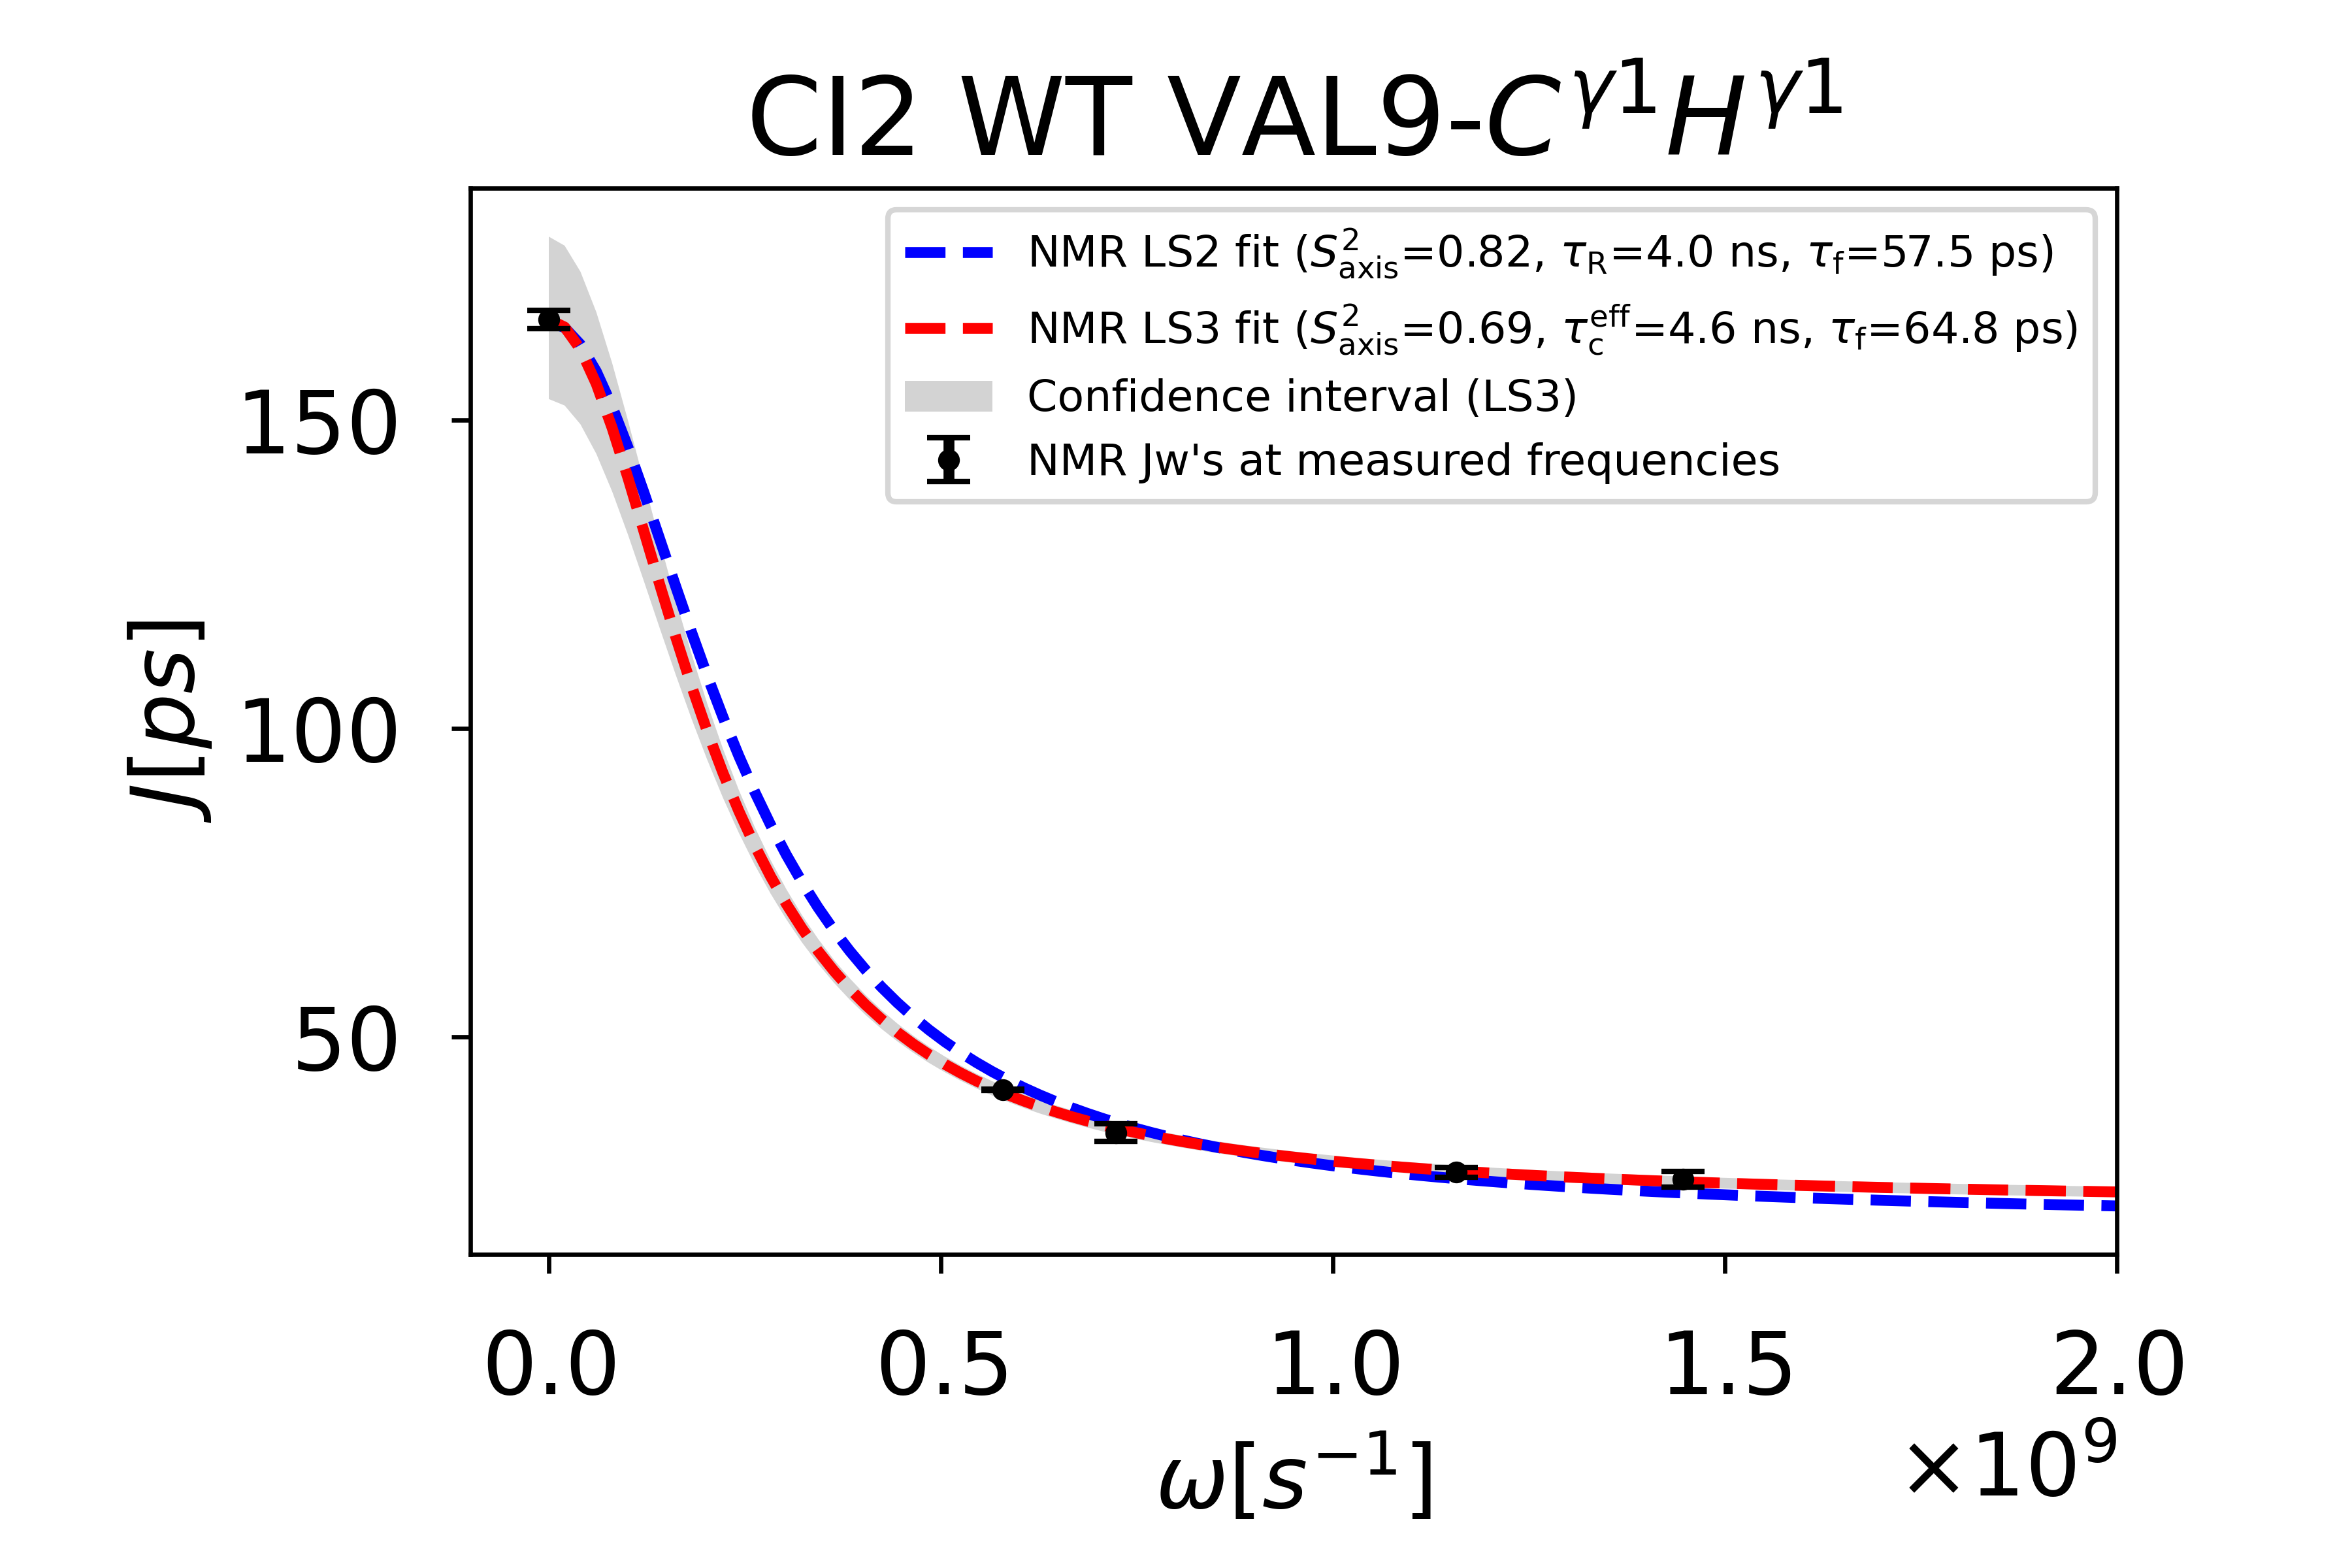 CI2 WT VAL9-C^γ1 H^γ1
NMR LS2 fit (S²axis=0.82, τR=4.0 ns, τf=57.5 ps)
NMR LS3 fit (S²axis=0.69, τc^eff=4.6 ns, τf=64.8 ps)
Confidence interval (LS3)
NMR Jw's at measured frequencies
150
100
50
J[ps]
0.0 0.5 1.0 1.5 2.0
×10⁹
ω[s⁻¹]